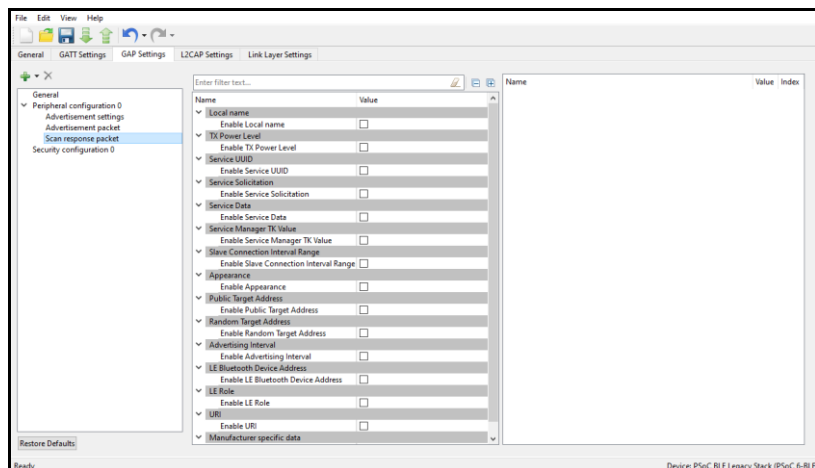 File Edit View Help
General GATT Settings GAP Settings L2CAP Settings Link Layer Settings
General
Peripheral configuration 0
Advertisement settings
Advertisement packet
Scan response packet
Security configuration 0
Restore Defaults
Enter filter text...
Name Value
Local name
Enable Local name
TX Power Level
Enable TX Power Level
Service UUID
Enable Service UUID
Service Solicitation
Enable Service Solicitation
Service Data
Enable Service Data
Service Manager TK Value
Enable Service Manager TK Value
Slave Connection Interval Range
Enable Slave Connection Interval Range
Appearance
Enable Appearance
Public Target Address
Enable Public Target Address
Random Target Address
Enable Random Target Address
Advertising Interval
Enable Advertising Interval
LE Bluetooth Device Address
Enable LE Bluetooth Device Address
LE Role
Enable LE Role
URI
Enable URI
Manufacturer specific data
Name Value Index
Ready
Device: PSoC BLE Legacy Stack (PSoC 6-BLE